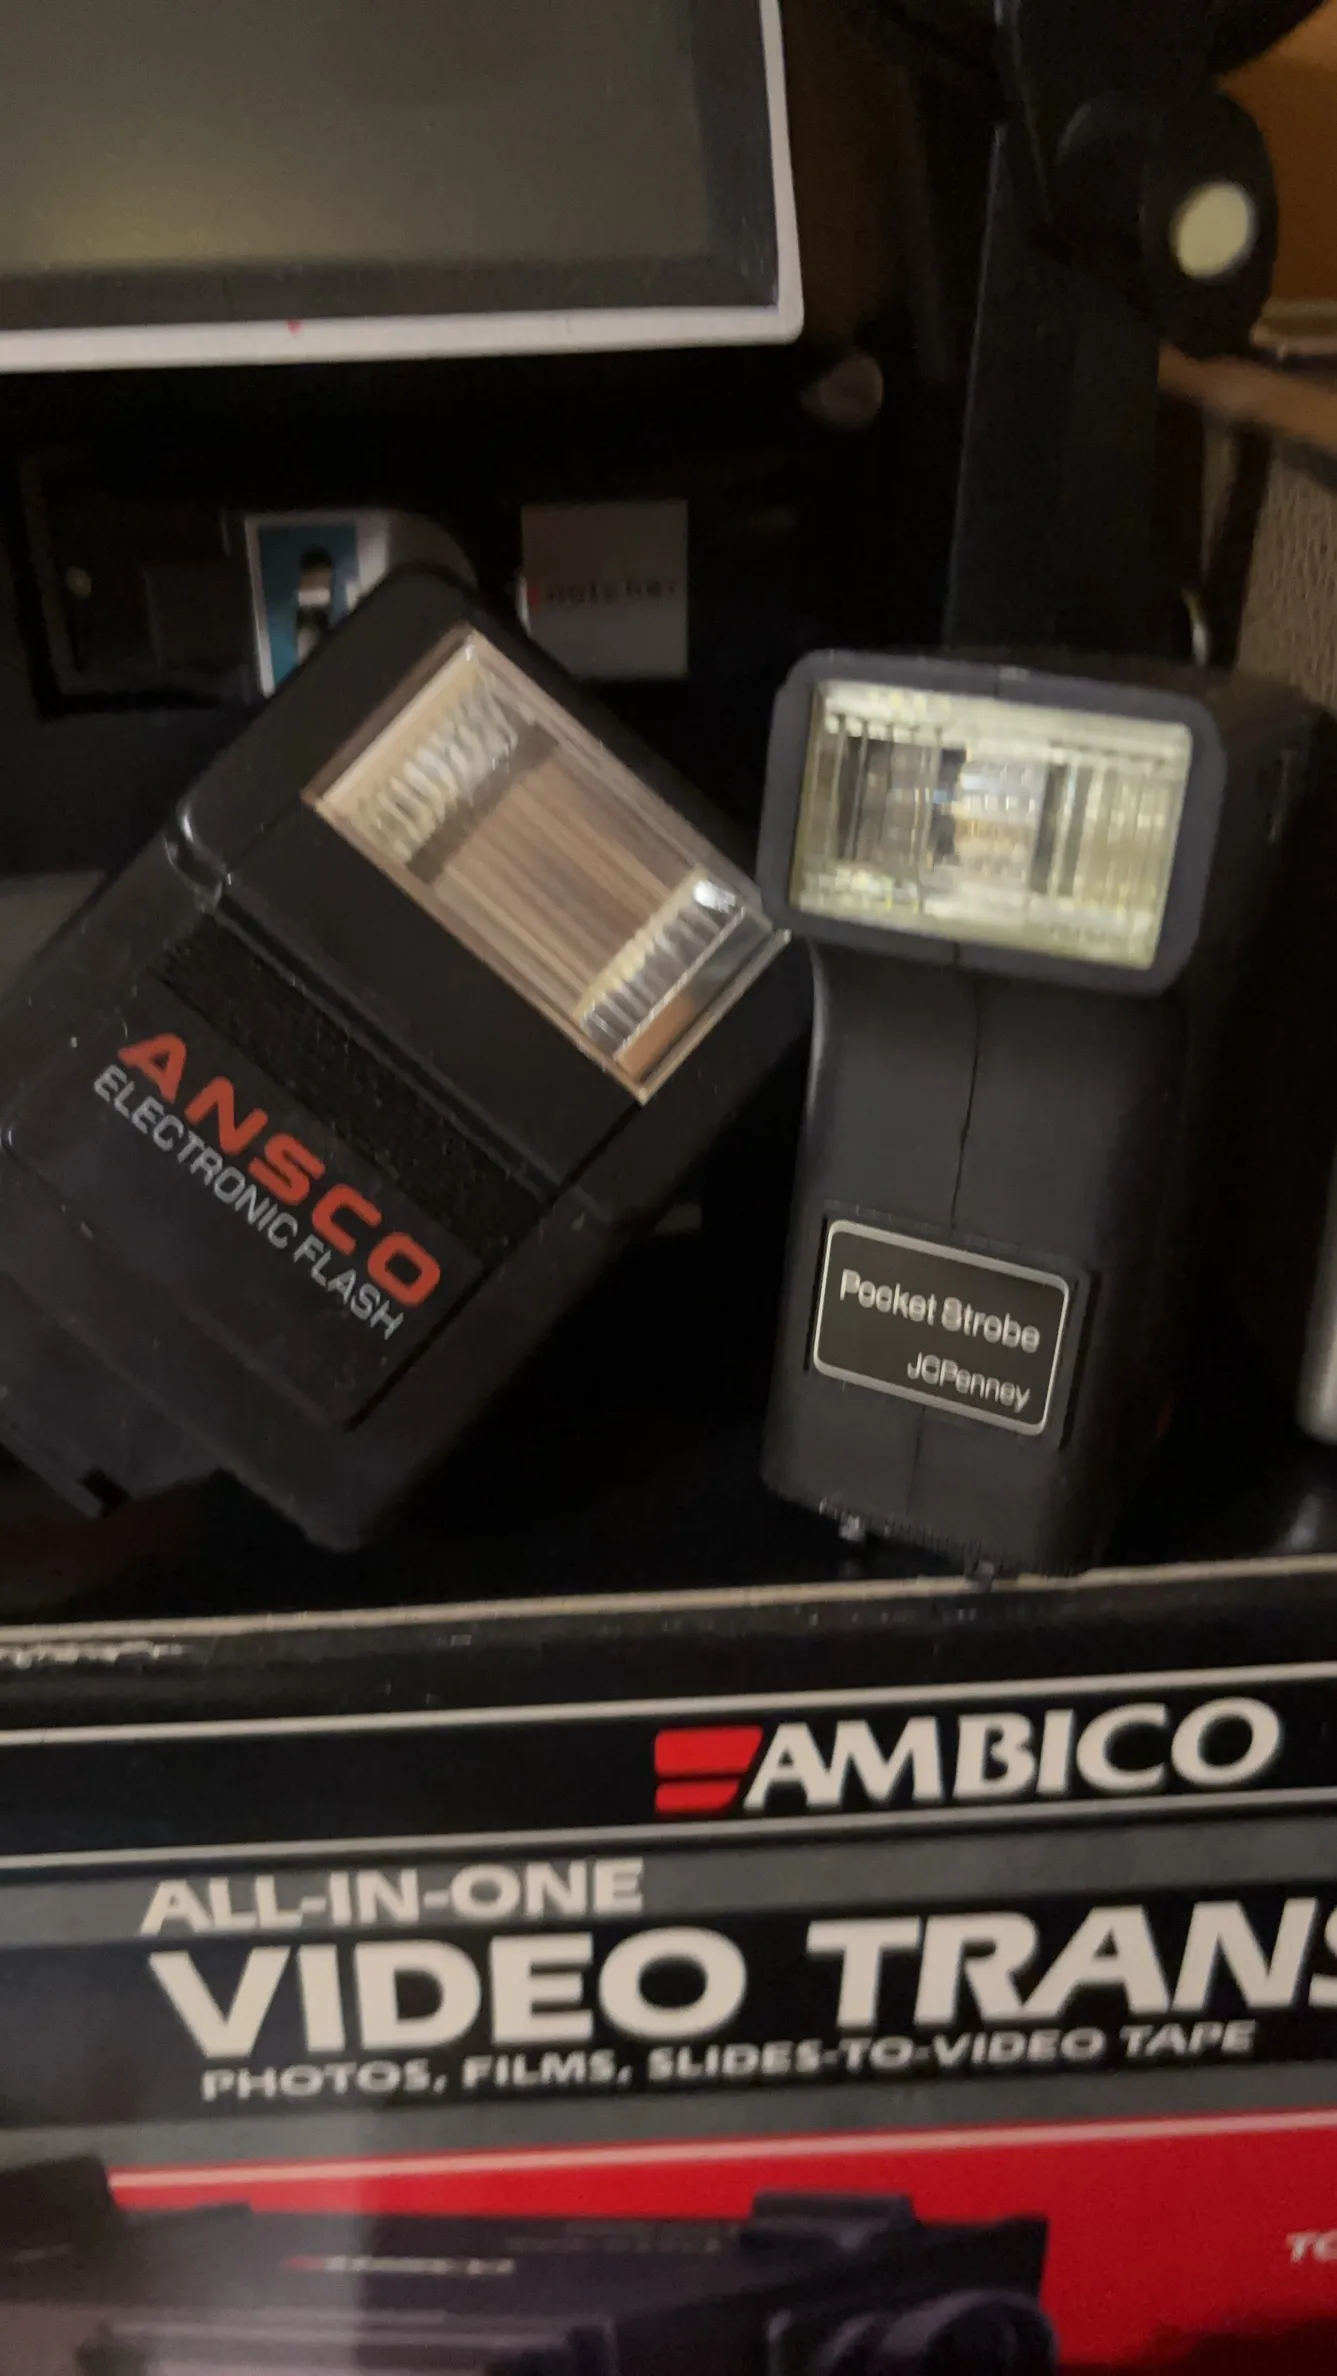 ANSCO
ELECTRONIC FLASH
Pocket Strobe
JCPenney
AMBICO
ALL-IN-ONE
VIDEO TRANS
PHOTOS, FILMS, SLIDES-TO-VIDEO TAPE